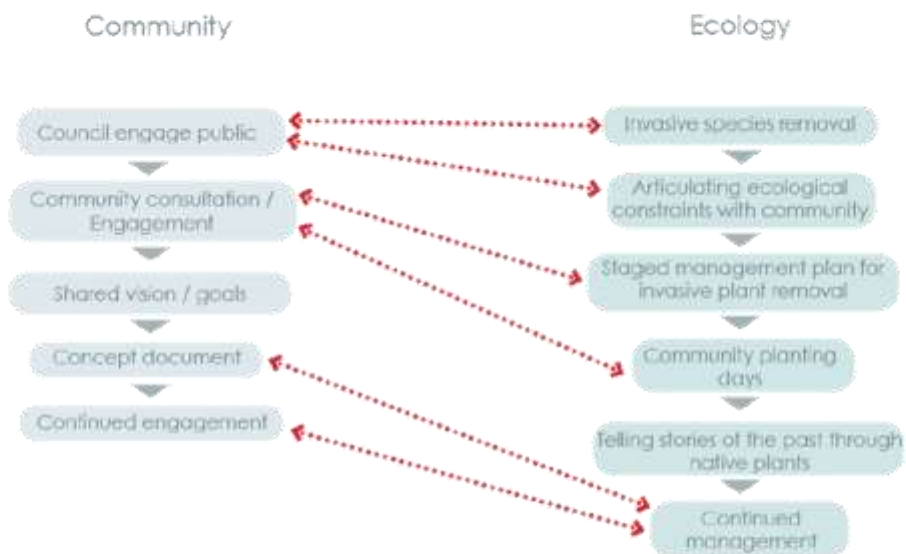 Community
Council engage public
Community consultation /
Engagement
Shared vision / goals
Concept document
Continued engagement
Ecology
Invasive species removal
Articulating ecological
constraints with community
Staged management plan for
invasive plant removal
Community planting
days
Telling stories of the past through
native plants
Continued
management